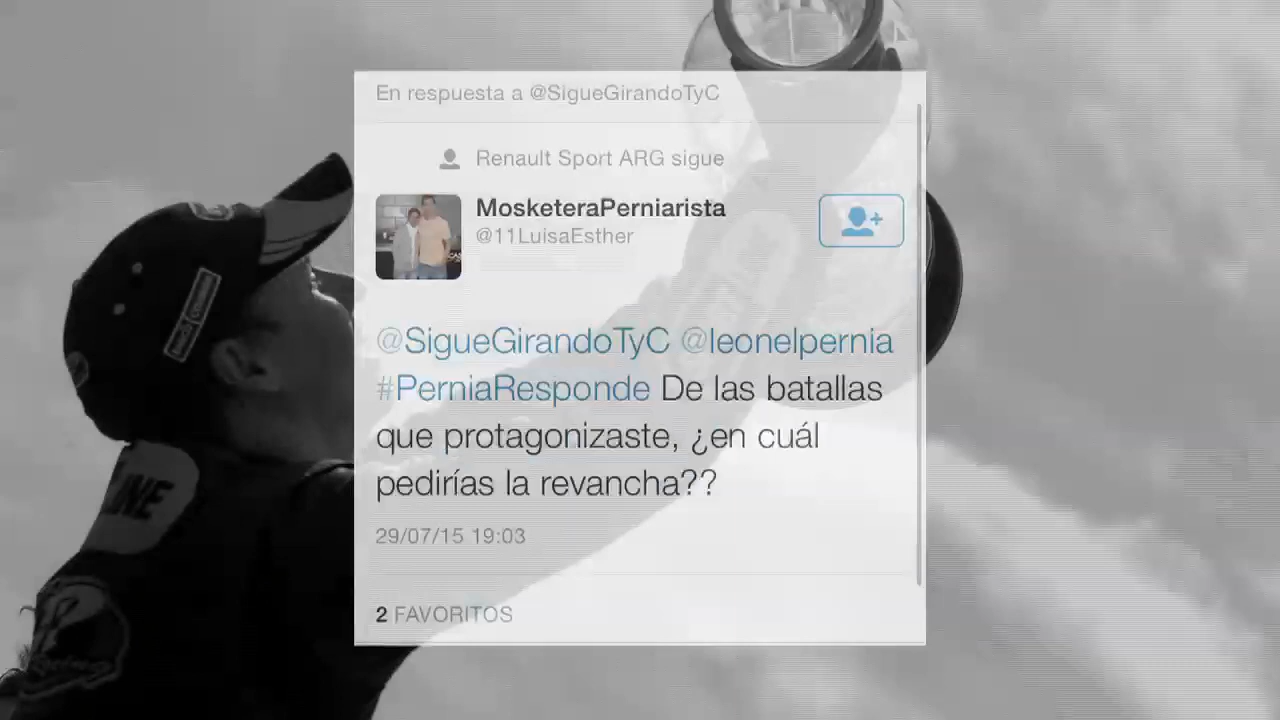 En respuesta a @SigueGirandoTyC
Renault Sport ARG sigue
MosketeraPerniarista
@11LuisaEsther
@SigueGirandoTyC @leonelpernia
#PerniaResponde De las batallas
que protagonizaste, ¿en cuál
pedirías la revancha??
29/07/15 19:03
2 FAVORITOS